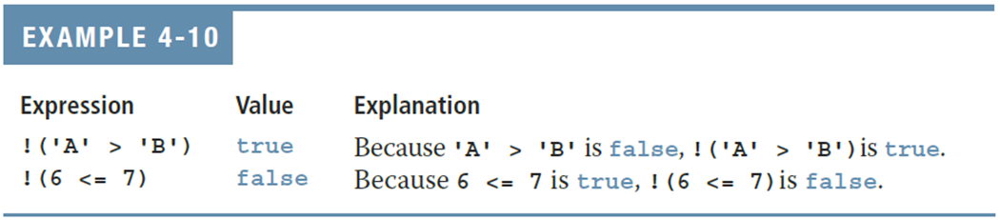 EXAMPLE 4-10
Expression Value Explanation
!('A' > 'B') true Because 'A' > 'B' is false, !('A' > 'B')is true.
!(6 <= 7) false Because 6 <= 7 is true, !(6 <= 7)is false.